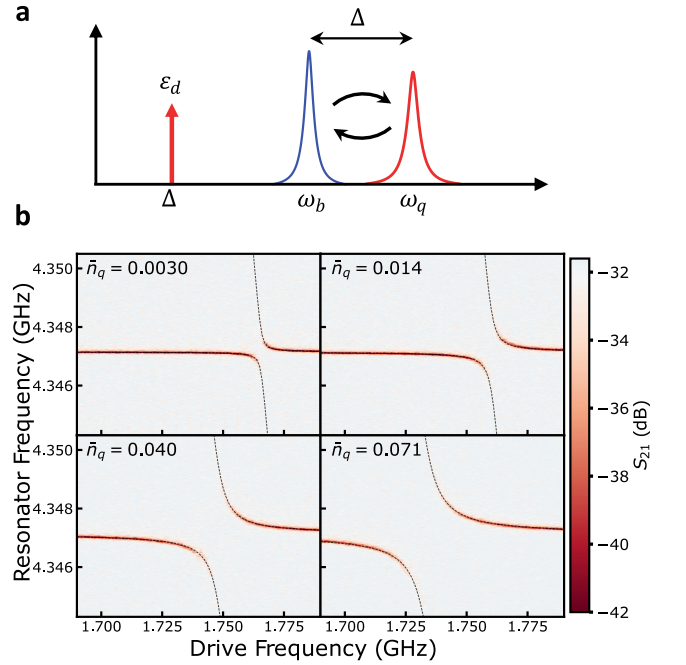 a
Δ
ε_d
Δ
ω_b
ω_q
b
n̄_q = 0.0030
n̄_q = 0.014
n̄_q = 0.040
n̄_q = 0.071
4.350
4.348
4.346
4.350
4.348
4.346
Resonator Frequency (GHz)
1.700
1.725
1.750
1.775
1.700
1.725
1.750
1.775
Drive Frequency (GHz)
−32
−34
−36
−38
−40
−42
S_21 (dB)